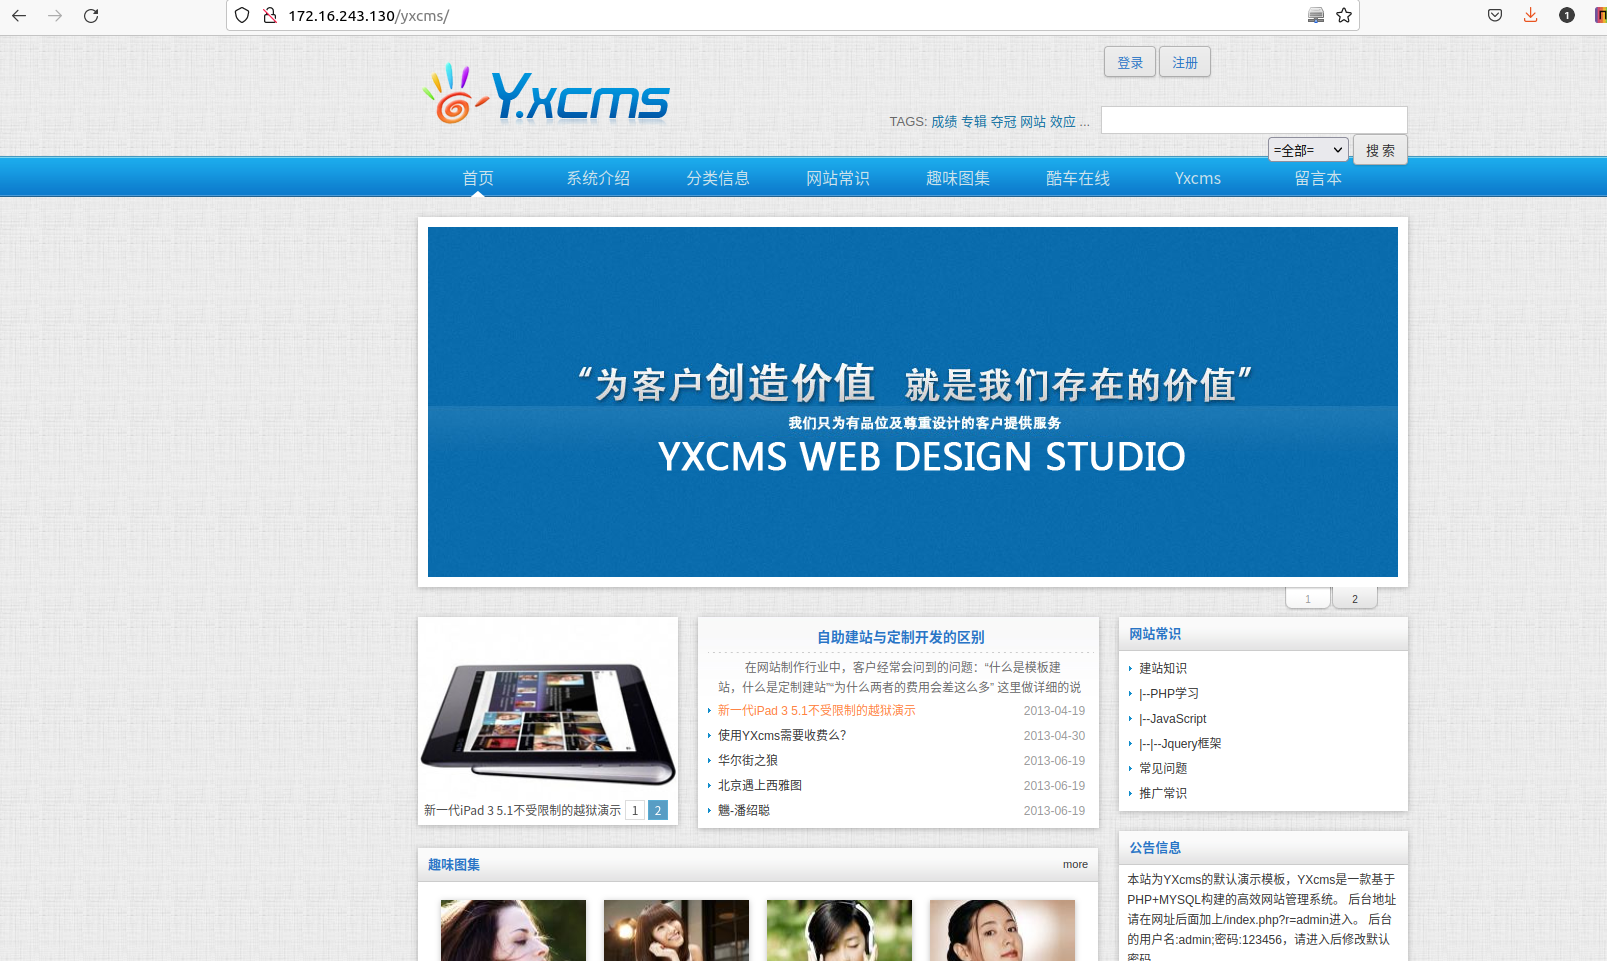 172.16.243.130/yxcms/
1
登录
注册
Y.xcms
TAGS: 成绩 专辑 夺冠 网站 效应 ...
=全部=
搜 索
首页
系统介绍
分类信息
网站常识
趣味图集
酷车在线
Yxcms
留言本
“为客户创造价值 就是我们存在的价值”
我们只为有品位及尊重设计的客户提供服务
YXCMS WEB DESIGN STUDIO
1
2
新一代iPad 3 5.1不受限制的越狱演示
1
2
自助建站与定制开发的区别
在网站制作行业中，客户经常会问到的问题：“什么是模板建
站，什么是定制建站”“为什么两者的费用会差这么多” 这里做详细的说
新一代iPad 3 5.1不受限制的越狱演示 2013-04-19
使用YXcms需要收费么? 2013-04-30
华尔街之狼 2013-06-19
北京遇上西雅图 2013-06-19
魕-潘绍聪 2013-06-19
网站常识
建站知识
|--PHP学习
|--JavaScript
|--|--Jquery框架
常见问题
推广常识
趣味图集
more
公告信息
本站为YXcms的默认演示模板，YXcms是一款基于
PHP+MYSQL构建的高效网站管理系统。 后台地址
请在网址后面加上/index.php?r=admin进入。 后台
的用户名:admin;密码:123456，请进入后修改默认
密码